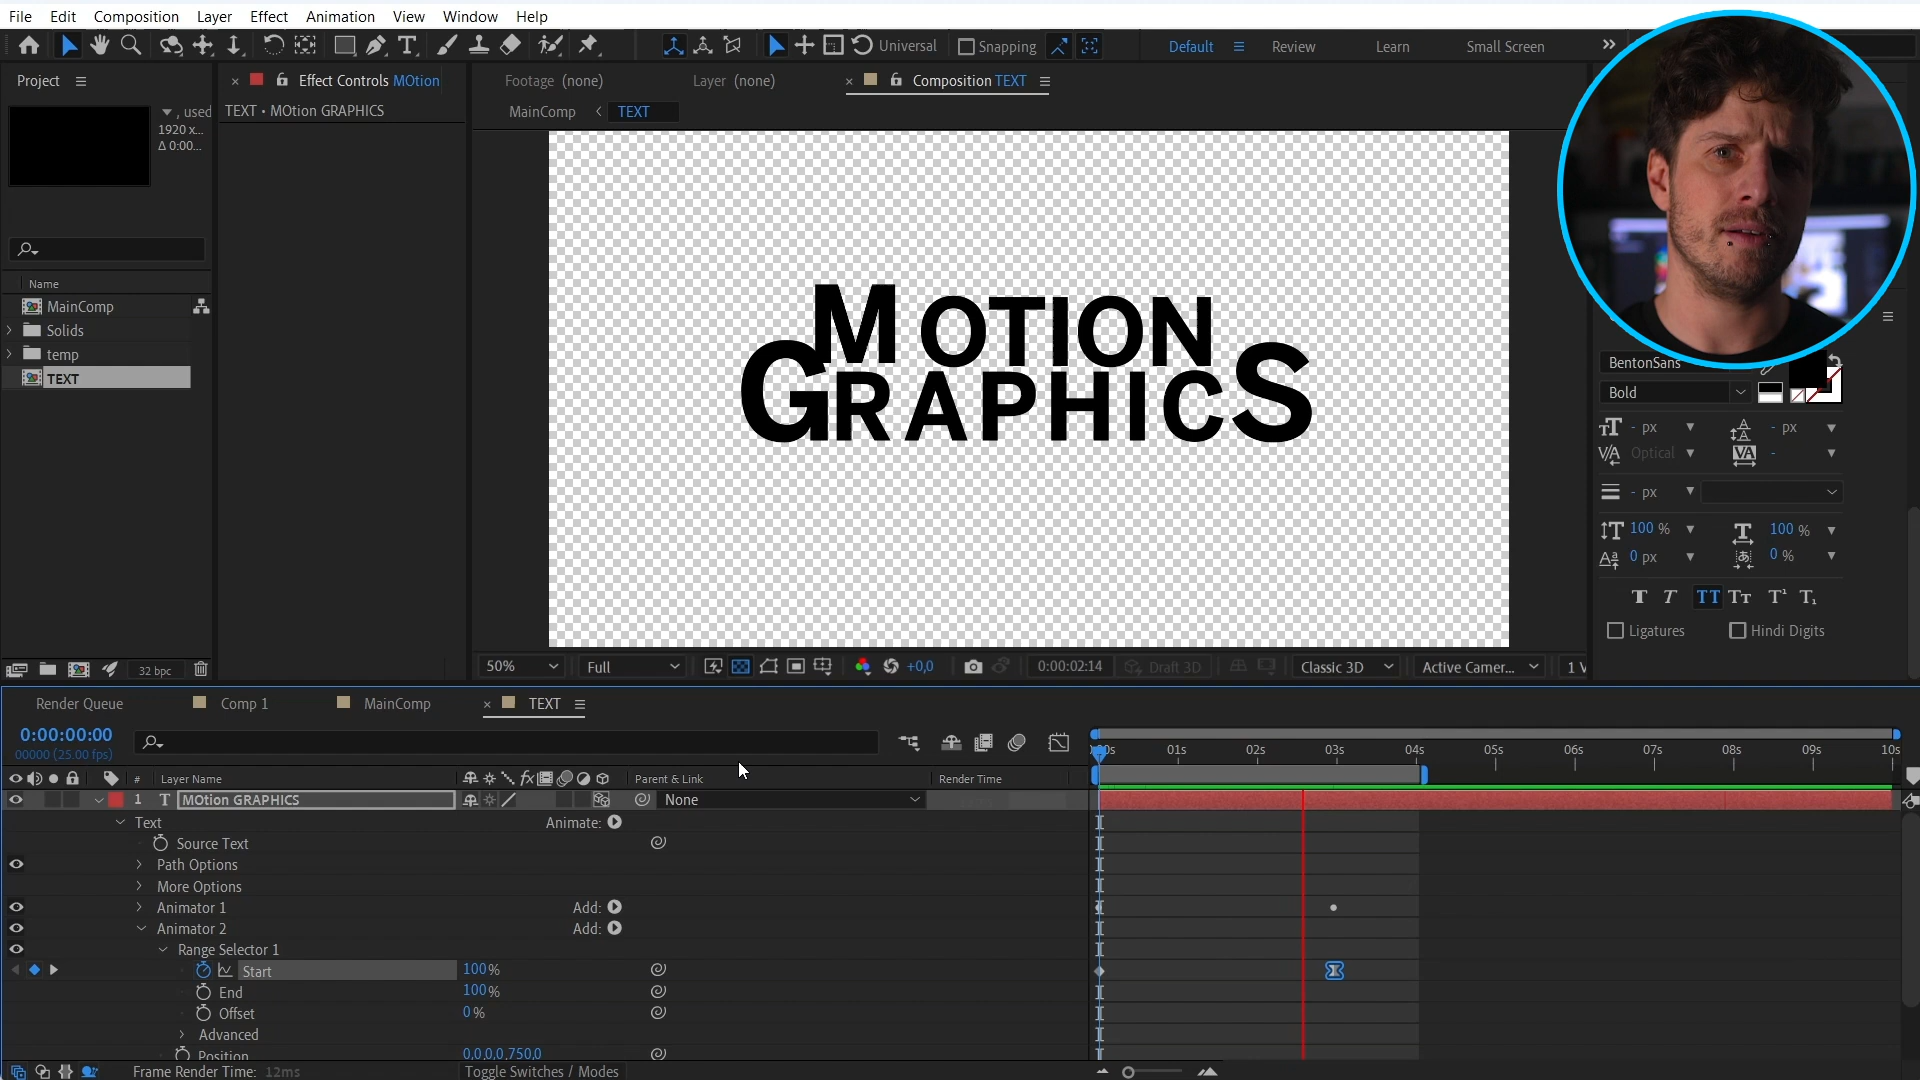 File Edit Composition Layer Effect Animation View Window Help
Universal Snapping Default Review Learn Small Screen
Project Effect Controls MOtion Footage (none) Layer (none) Composition TEXT
, used TEXT • MOtion GRAPHICS MainComp TEXT
1920 x...
Δ 0:00...
MOTION
GRAPHICS
Name
MainComp
Solids
temp
TEXT
BentonSans
Bold
- px - px
Optical -
- px
100 % 100 %
0 px 0 %
T T TT Tт T¹ T₁
Ligatures Hindi Digits
32 bpc 50% Full +0,0 0:00:02:14 Draft 3D Classic 3D Active Camer... 1 V
Render Queue Comp 1 MainComp TEXT
0:00:00:00
00000 (25.00 fps)
01s 02s 03s 04s 05s 06s 07s 08s 09s 10s
# Layer Name Parent & Link Render Time
1 T MOtion GRAPHICS None
Text Animate:
Source Text
Path Options
More Options
Animator 1 Add:
Animator 2 Add:
Range Selector 1
Start 100%
End 100%
Offset 0%
Advanced
Position 0,0,0,0,750,0
Frame Render Time: 12ms Toggle Switches / Modes